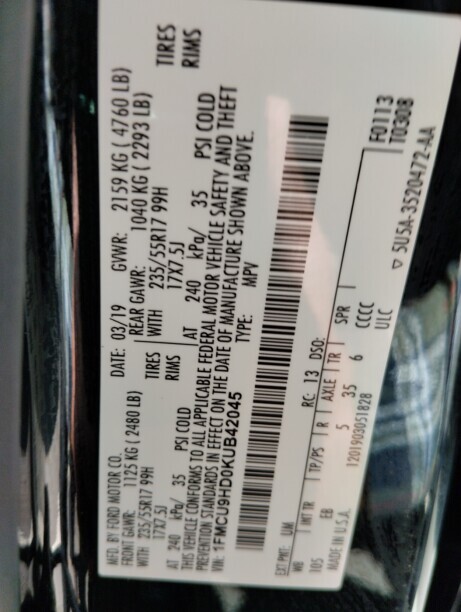 MFD. BY FORD MOTOR CO.
DATE: 03/19 GVWR: 2159 KG ( 4760 LB)
FRONT GAWR: 1125 KG ( 2480 LB) REAR GAWR: 1040 KG ( 2293 LB)
WITH 235/55R17 99H TIRES WITH 235/55R17 99H TIRES
17X7.5J RIMS 17X7.5J RIMS
AT 240 kPa/ 35 PSI COLD AT 240 kPa/ 35 PSI COLD
THIS VEHICLE CONFORMS TO ALL APPLICABLE FEDERAL MOTOR VEHICLE SAFETY AND THEFT
PREVENTION STANDARDS IN EFFECT ON THE DATE OF MANUFACTURE SHOWN ABOVE.
VIN: 1FMCU9HD0KUB42045 TYPE: MPV
F0113
T0308
EXT PNT: UM RC: 13 DSO:
WB INT TR TP/PS R AXLE TR SPR
105 EB 5 35 6 CCCC
MADE IN U.S.A. 1201903051828 ULC
5U5A-3520472-AA